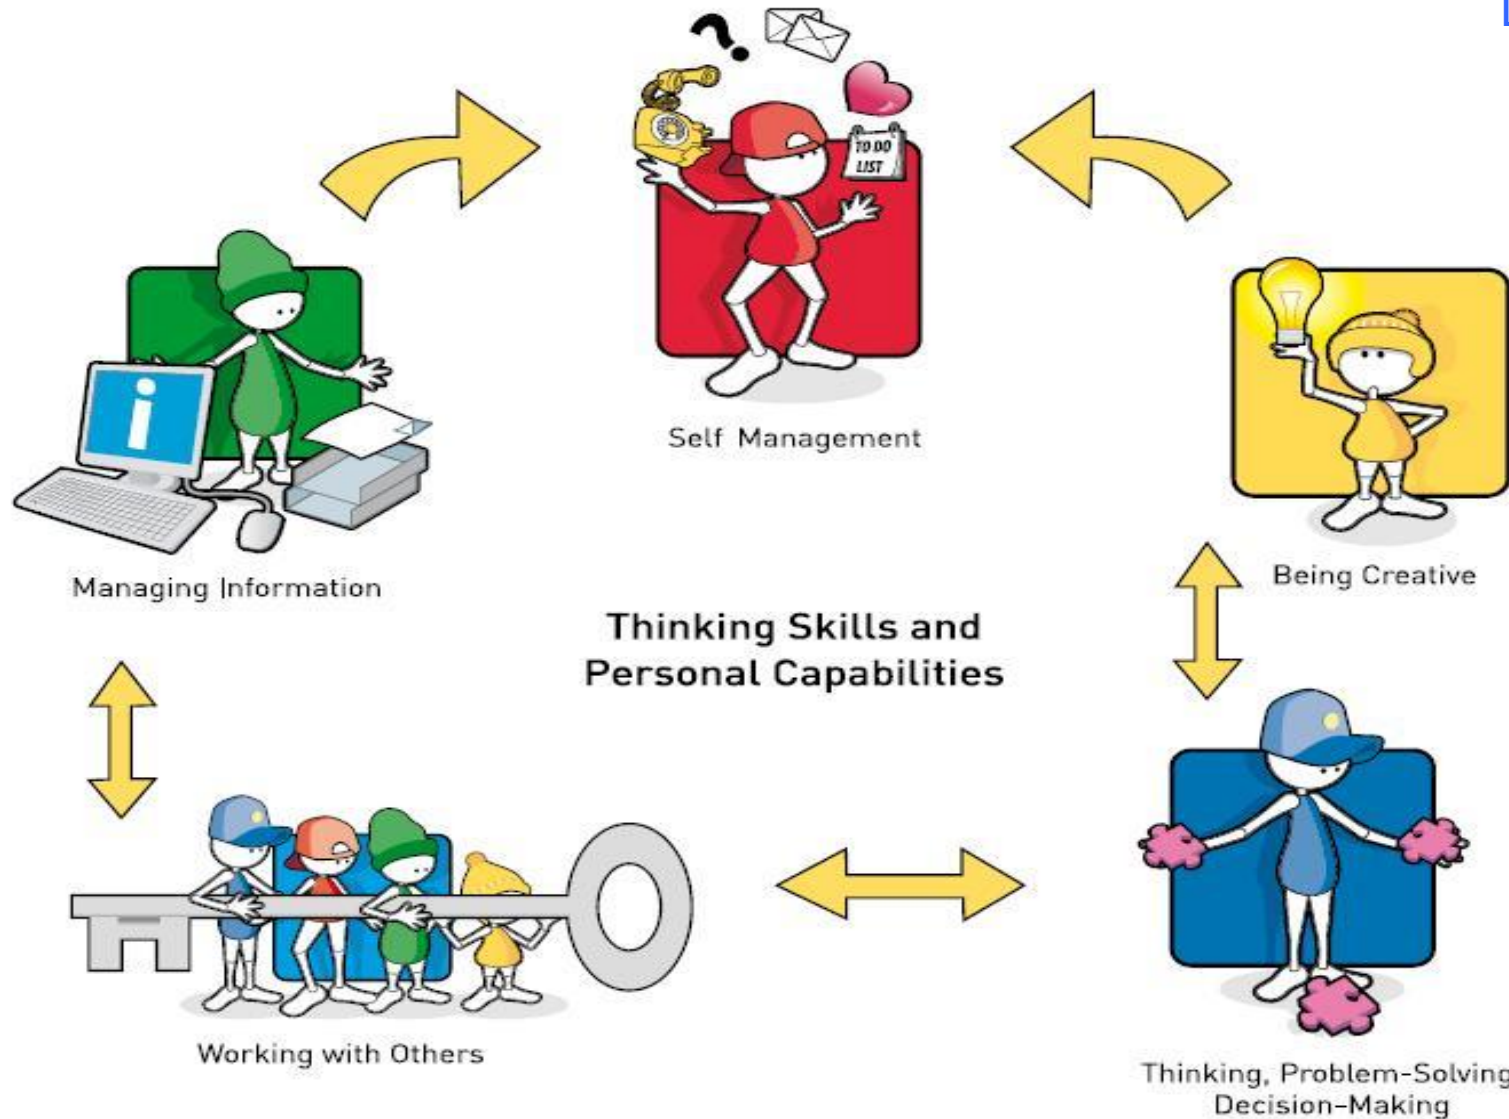 TO DO
LIST
Self Management
i
Managing Information
Being Creative
Thinking Skills and
Personal Capabilities
Working with Others
Thinking, Problem-Solving
Decision-Making